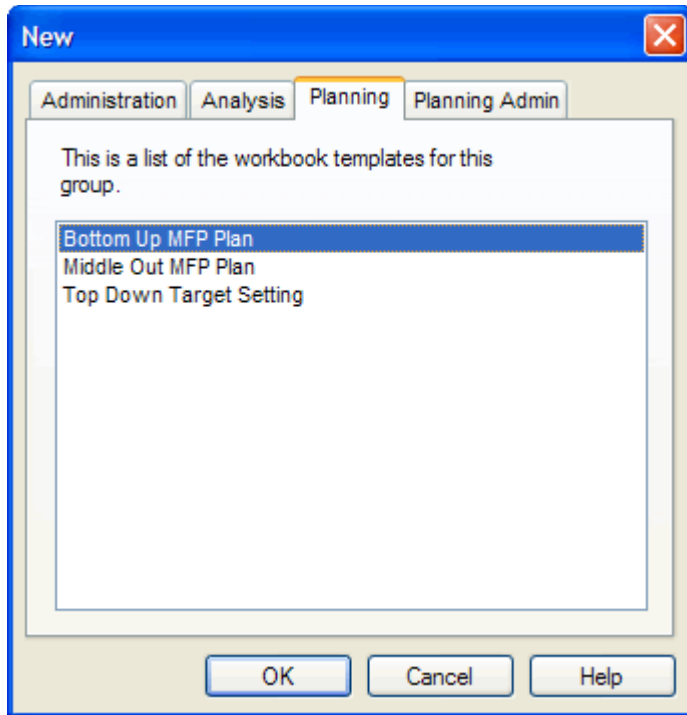 New
Administration
Analysis
Planning
Planning Admin
This is a list of the workbook templates for this
group.
Bottom Up MFP Plan
Middle Out MFP Plan
Top Down Target Setting
OK
Cancel
Help